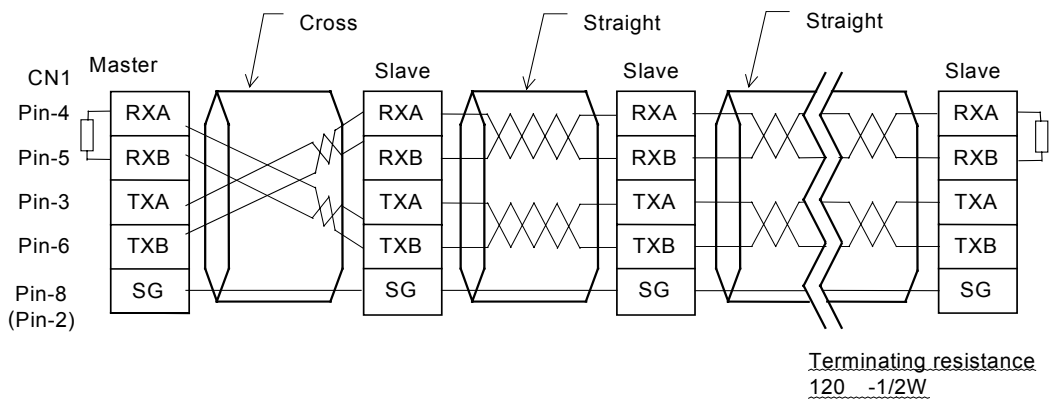 Cross
Straight
Straight
CN1
Master
Slave
Slave
Slave
Pin-4
RXA
RXA
RXA
RXA
Pin-5
RXB
RXB
RXB
RXB
Pin-3
TXA
TXA
TXA
TXA
Pin-6
TXB
TXB
TXB
TXB
Pin-8
(Pin-2)
SG
SG
SG
SG
Terminating resistance
120 -1/2W